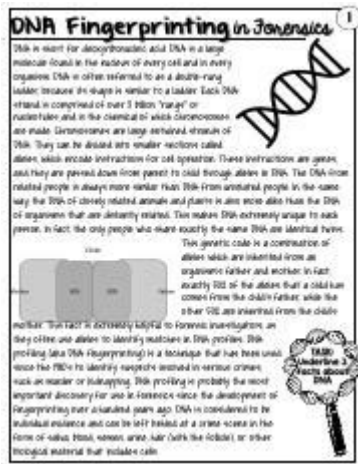 DNA Fingerprinting in Forensics
1
DNA is short for deoxyribonucleic acid. DNA is a large
molecule found in the nucleus of every cell and in every
organism. DNA is often referred to as a double-rung
ladder, because its shape is similar to a ladder. Each DNA
strand is comprised of over 3 billion "rungs" or
nucleotides and is the chemical of which chromosomes
are made. Chromosomes are large entwined strands of
DNA. They can be divided into smaller sections called
alleles, which encode instructions for cell operation. These instructions are genes,
and they are passed down from parent to child through alleles in DNA. The DNA from
related people is always more similar than DNA from unrelated people. In the same
way, the DNA of closely related animals and plants is also more alike than the DNA
of organisms that are distantly related. This makes DNA extremely unique to each
person. In fact, the only people who share exactly the same DNA are identical twins.
This genetic code is a combination of
alleles which are inherited from an
organism's father and mother. In fact,
exactly 50% of the alleles that a child has
comes from the child's father, while the
other 50% are inherited from the child's
mother. This fact is extremely helpful to forensic investigators, as
they often use alleles to identify matches in DNA profiles. DNA
profiling (aka DNA fingerprinting) is a technique that has been used
since the 1980s to identify suspects involved in serious crimes,
such as murder or kidnapping. DNA profiling is probably the most
important discovery for use in forensics since the development of
fingerprinting over a hundred years ago. DNA is considered to be
individual evidence and can be left behind at a crime scene in the
form of saliva, blood, semen, urine, hair (with the follicle), or other
biological material that includes cells.
Child
50%
50%
TASK:
Underline 3
Facts about
DNA